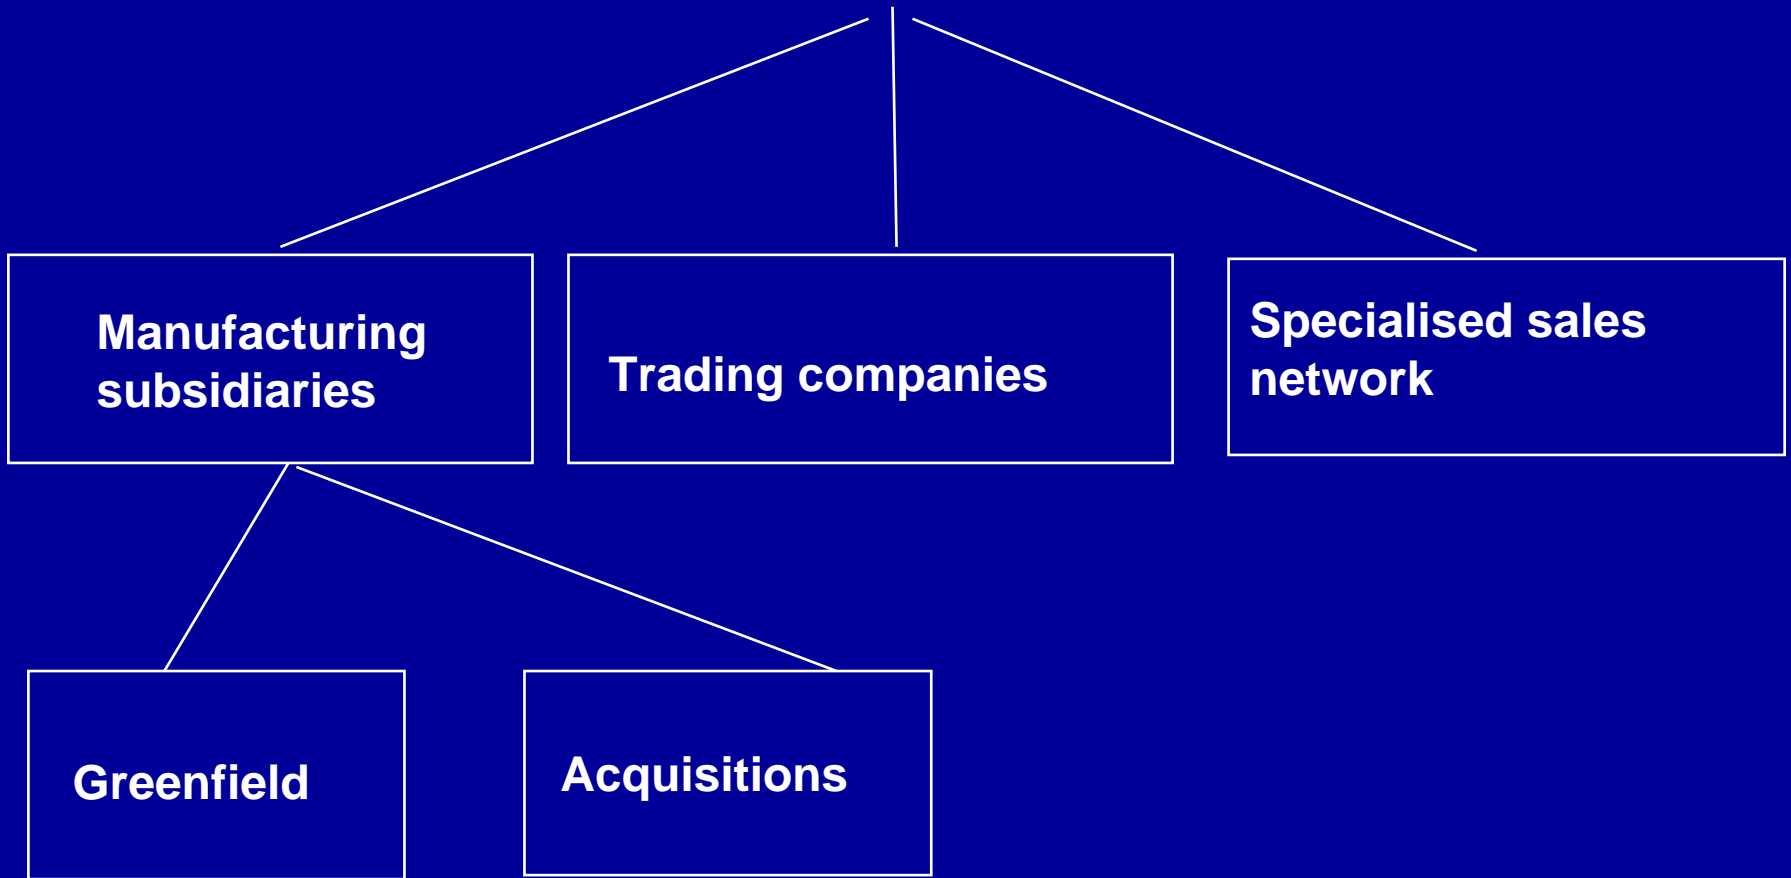 Manufacturing
subsidiaries
Trading companies
Specialised sales
network
Greenfield
Acquisitions